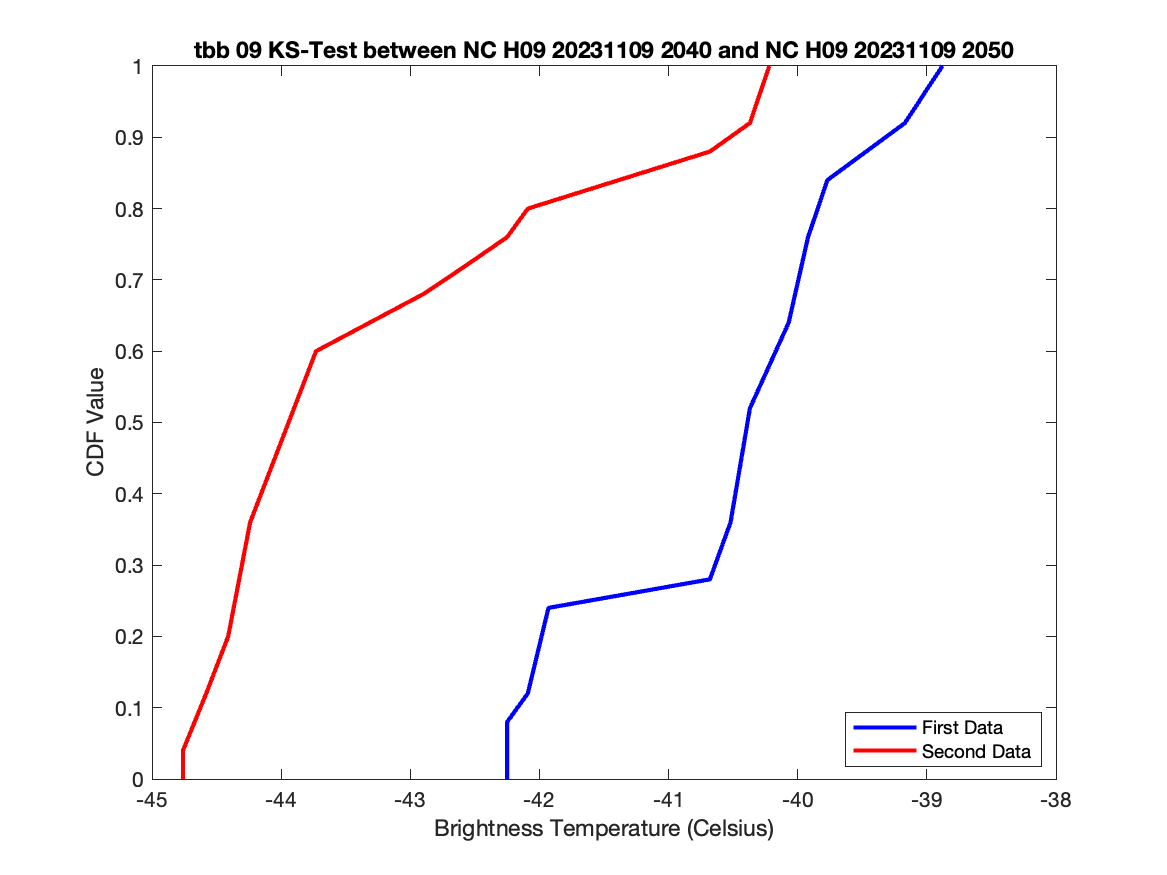 tbb 09 KS-Test between NC H09 20231109 2040 and NC H09 20231109 2050
1
0.9
0.8
0.7
0.6
0.5
0.4
0.3
0.2
0.1
0
CDF Value
First Data
Second Data
-45 -44 -43 -42 -41 -40 -39 -38
Brightness Temperature (Celsius)